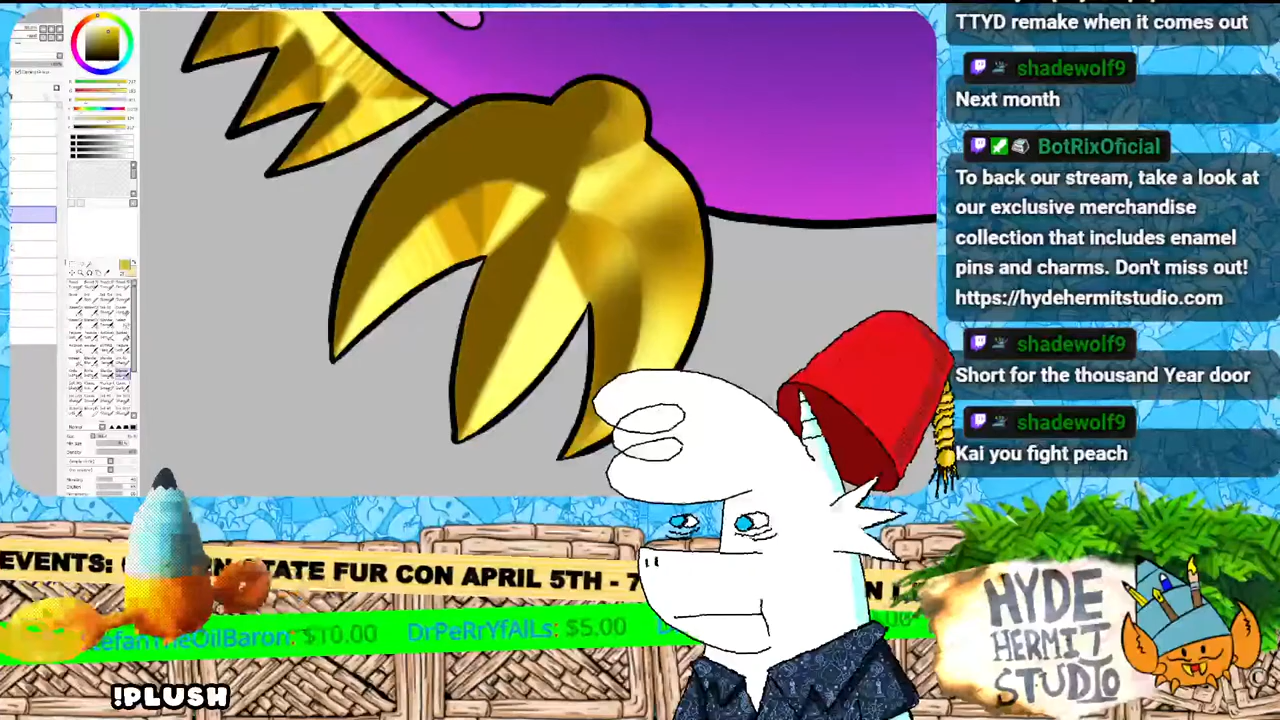 TTYD remake when it comes out
shadewolf9
Next month
BotRixOficial
To back our stream, take a look at
our exclusive merchandise
collection that includes enamel
pins and charms. Don't miss out!
https://hydehermitstudio.com
shadewolf9
Short for the thousand Year door
shadewolf9
Kai you fight peach
EVENTS:
STATE FUR CON APRIL 5TH - 7
$10.00 DrPeRrYfAlLs: $5.00
HYDE
HERMIT
STUDIO
!PLUSH